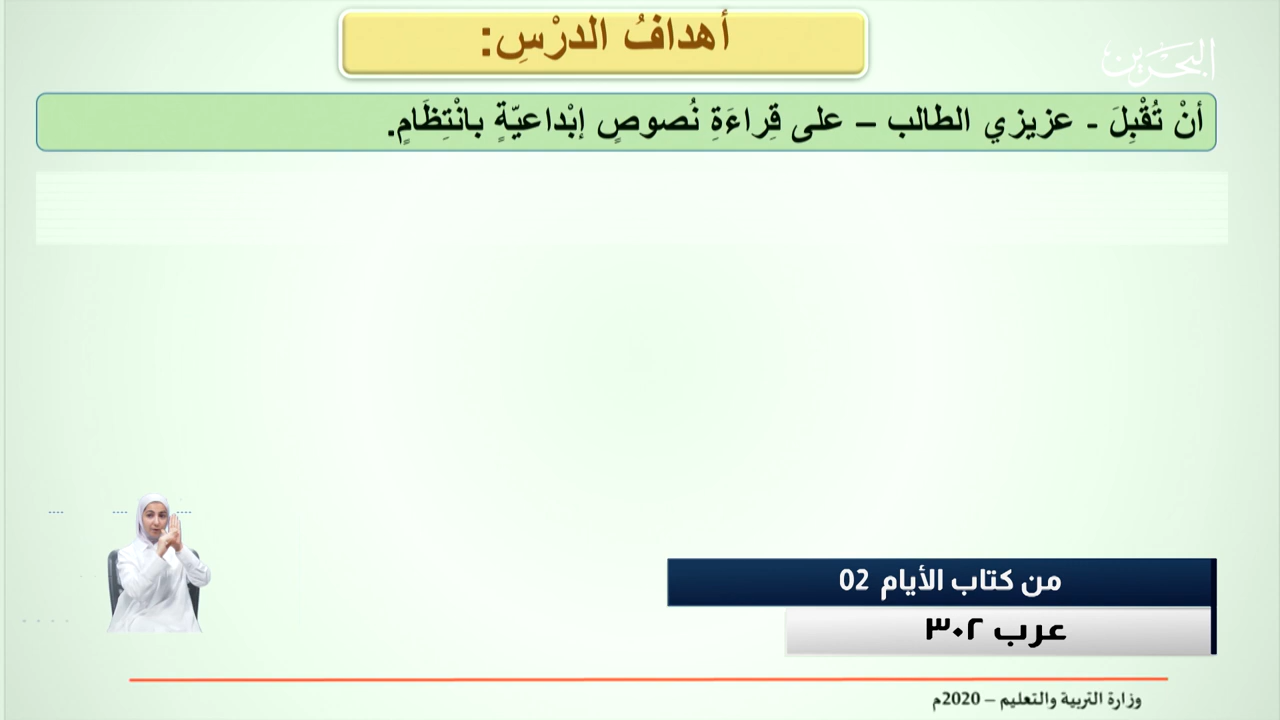 أهدافُ الدرْسِ:
البحرين
أنْ تُقْبِلَ - عزيزي الطالب – على قِراءَةِ نُصوصٍ إبْداعيّةٍ بانْتِظَامٍ.
من كتاب الأيام 02
عرب ٣٠٢
وزارة التربية والتعليم – 2020م